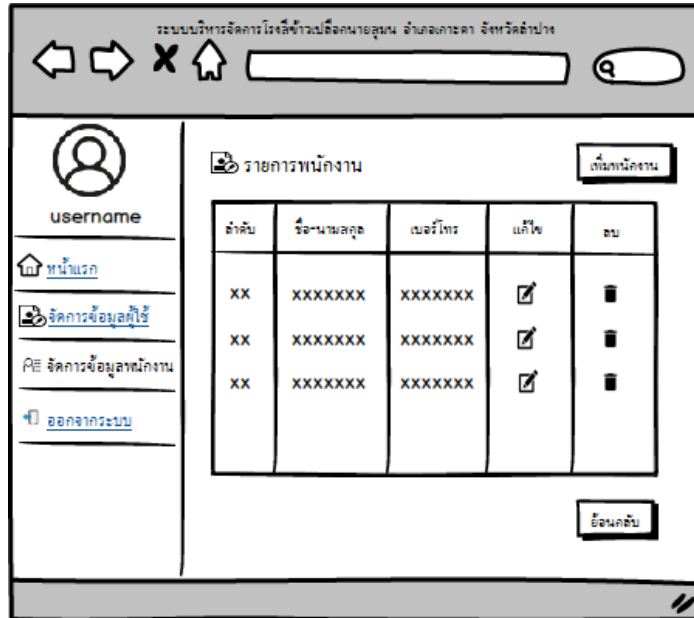 ระบบบริหารจัดการโรงสีข้าวเปลือกนายสุมน อำเภอเกาะคา จังหวัดลำปาง
username
หน้าแรก
จัดการข้อมูลผู้ใช้
จัดการข้อมูลพนักงาน
ออกจากระบบ
รายการพนักงาน
เพิ่มพนักงาน
ลำดับ ชื่อ-นามสกุล เบอร์โทร แก้ไข ลบ
xx xxxxxxx xxxxxxx
xx xxxxxxx xxxxxxx
xx xxxxxxx xxxxxxx
ย้อนกลับ